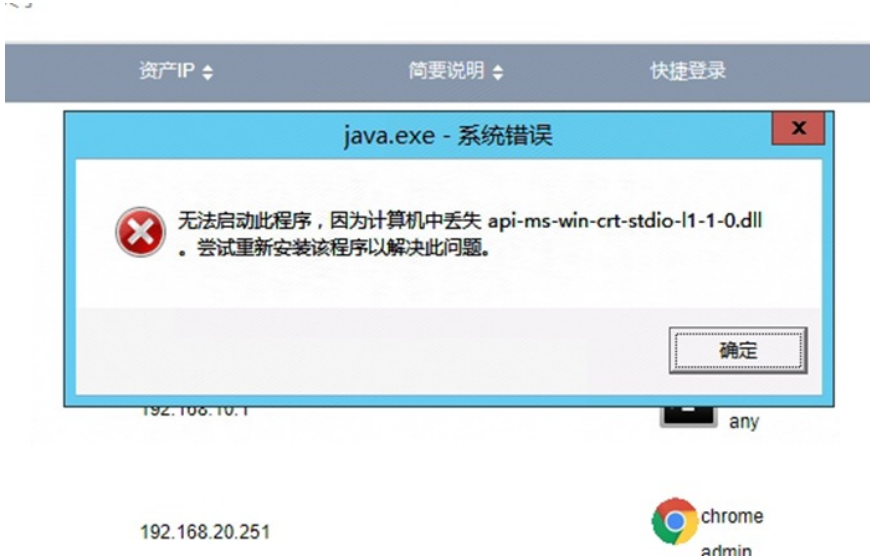 资产IP 简要说明 快捷登录
java.exe - 系统错误
x
无法启动此程序，因为计算机中丢失 api-ms-win-crt-stdio-l1-1-0.dll
。尝试重新安装该程序以解决此问题。
确定
192.168.10.1
any
192.168.20.251
chrome
admin